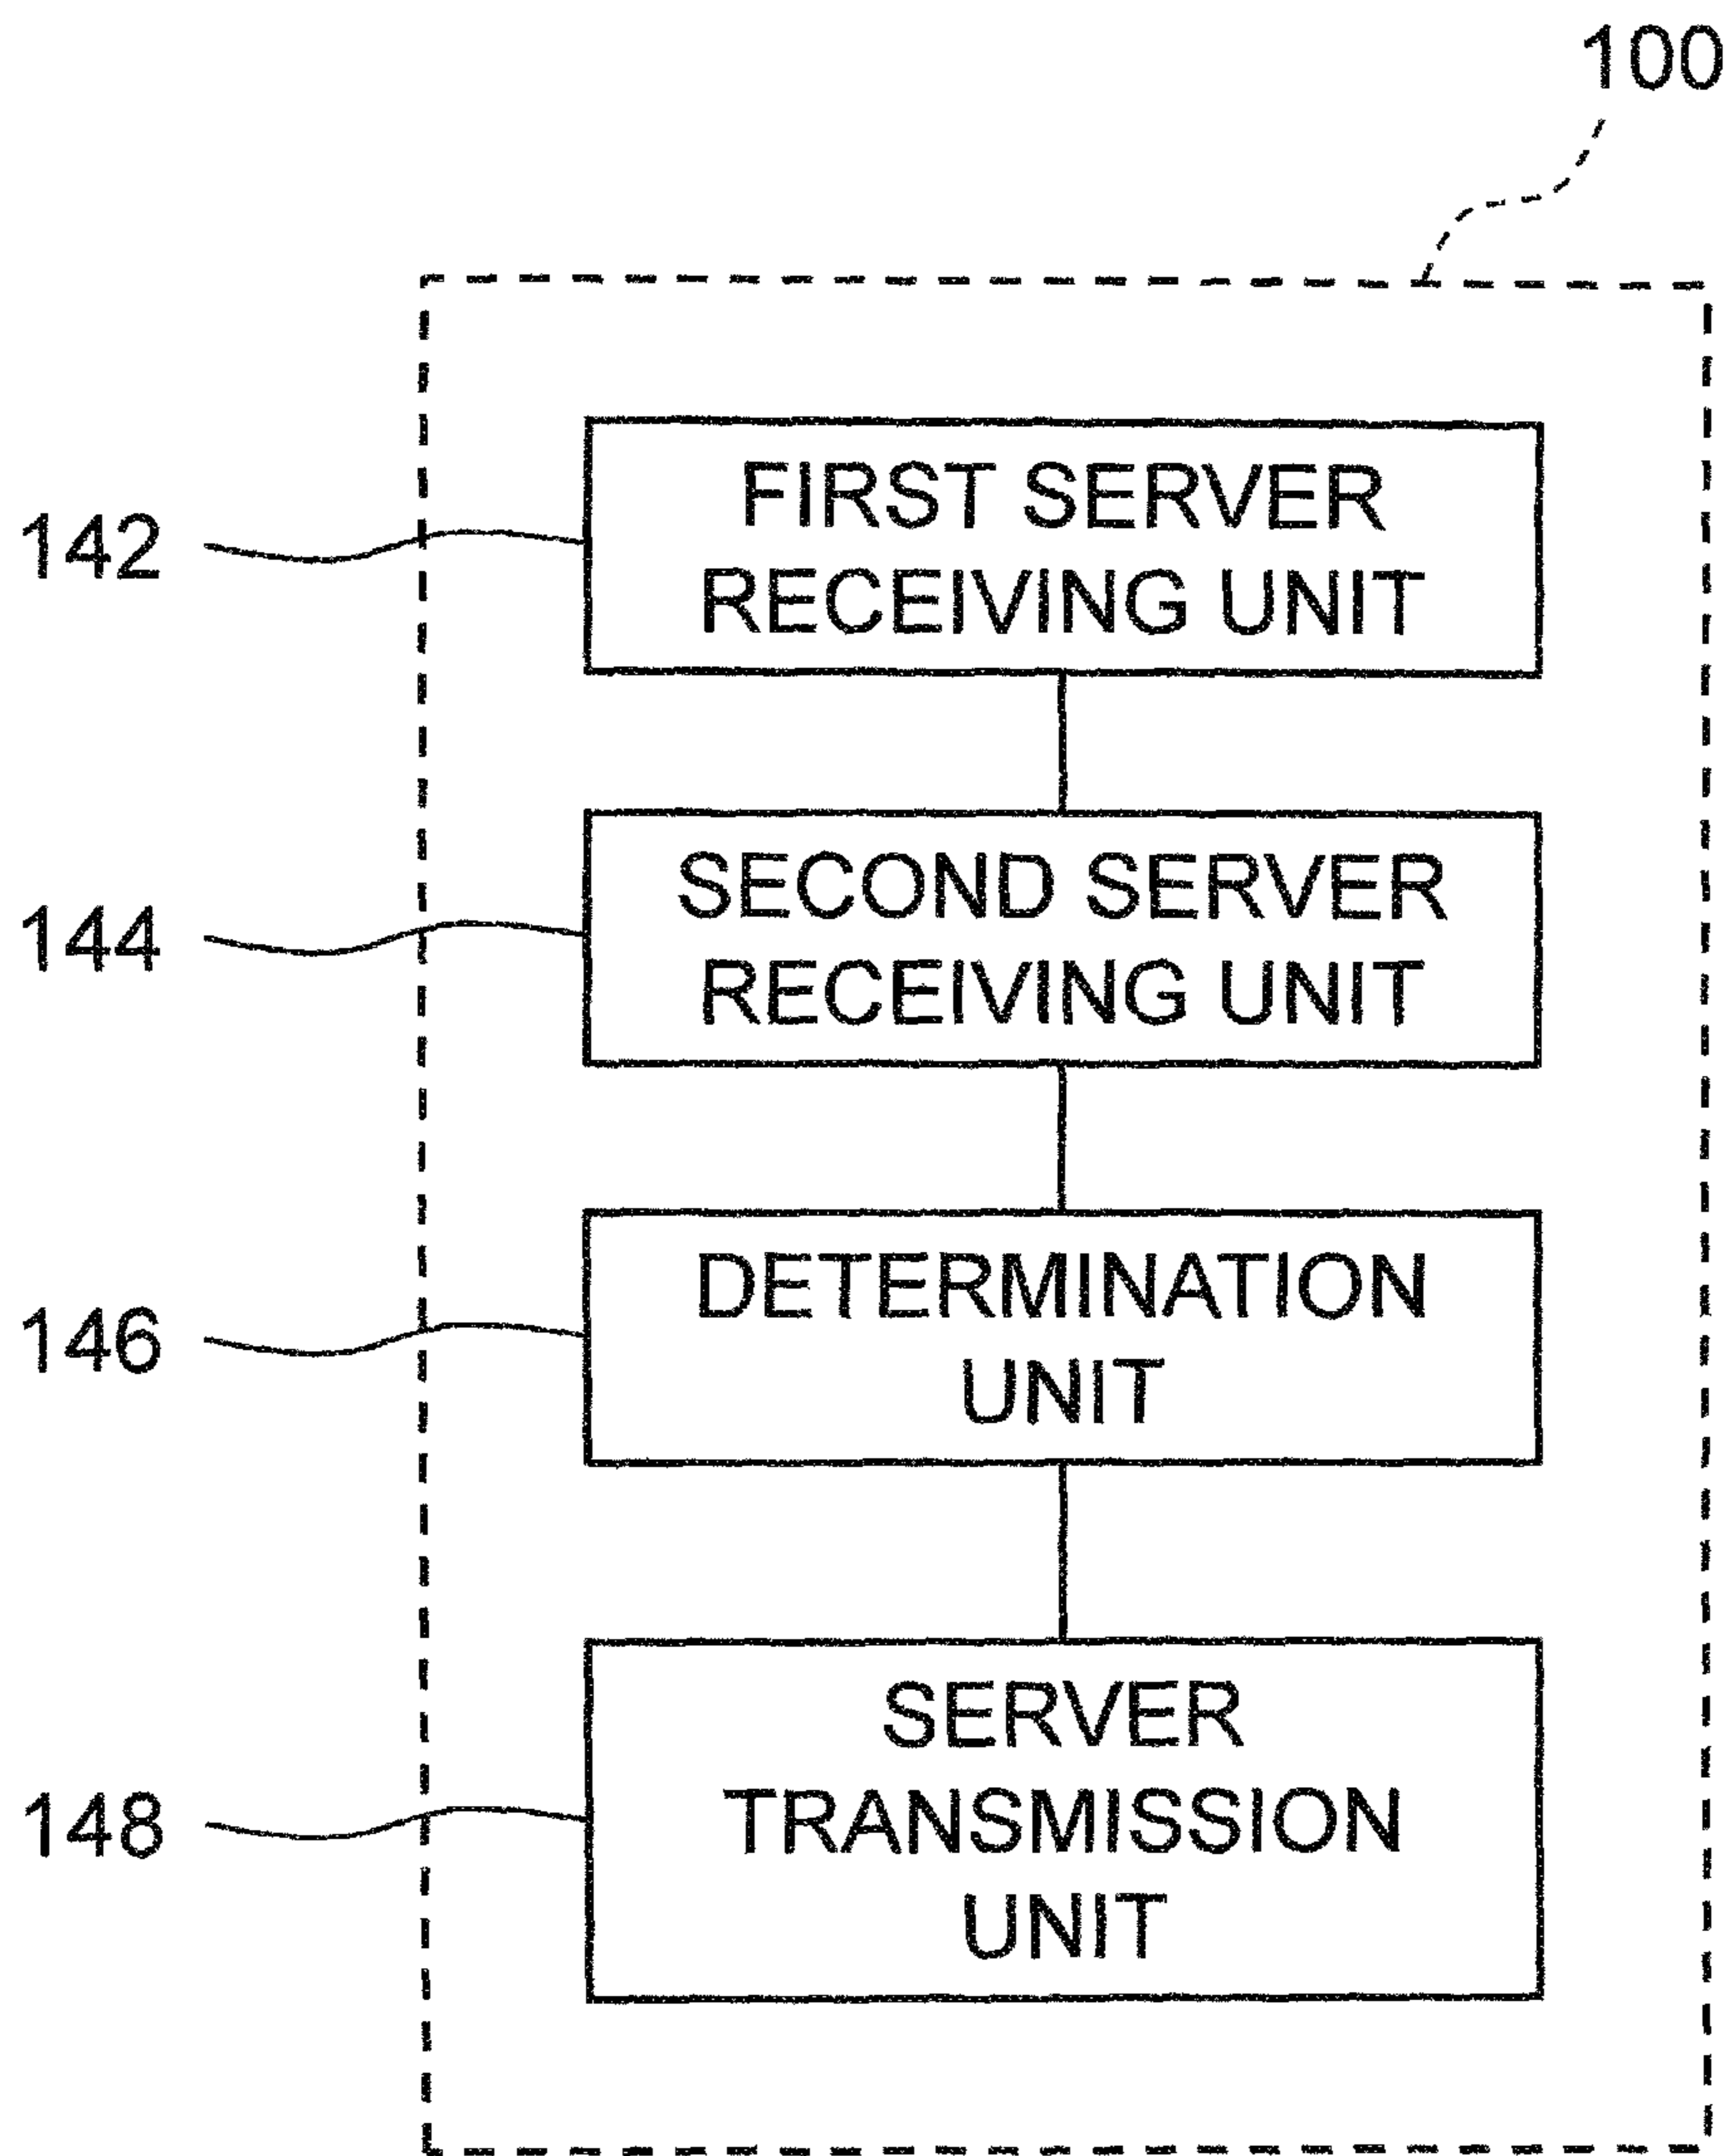 100
142
FIRST SERVER
RECEIVING UNIT
144
SECOND SERVER
RECEIVING UNIT
146
DETERMINATION
UNIT
148
SERVER
TRANSMISSION
UNIT